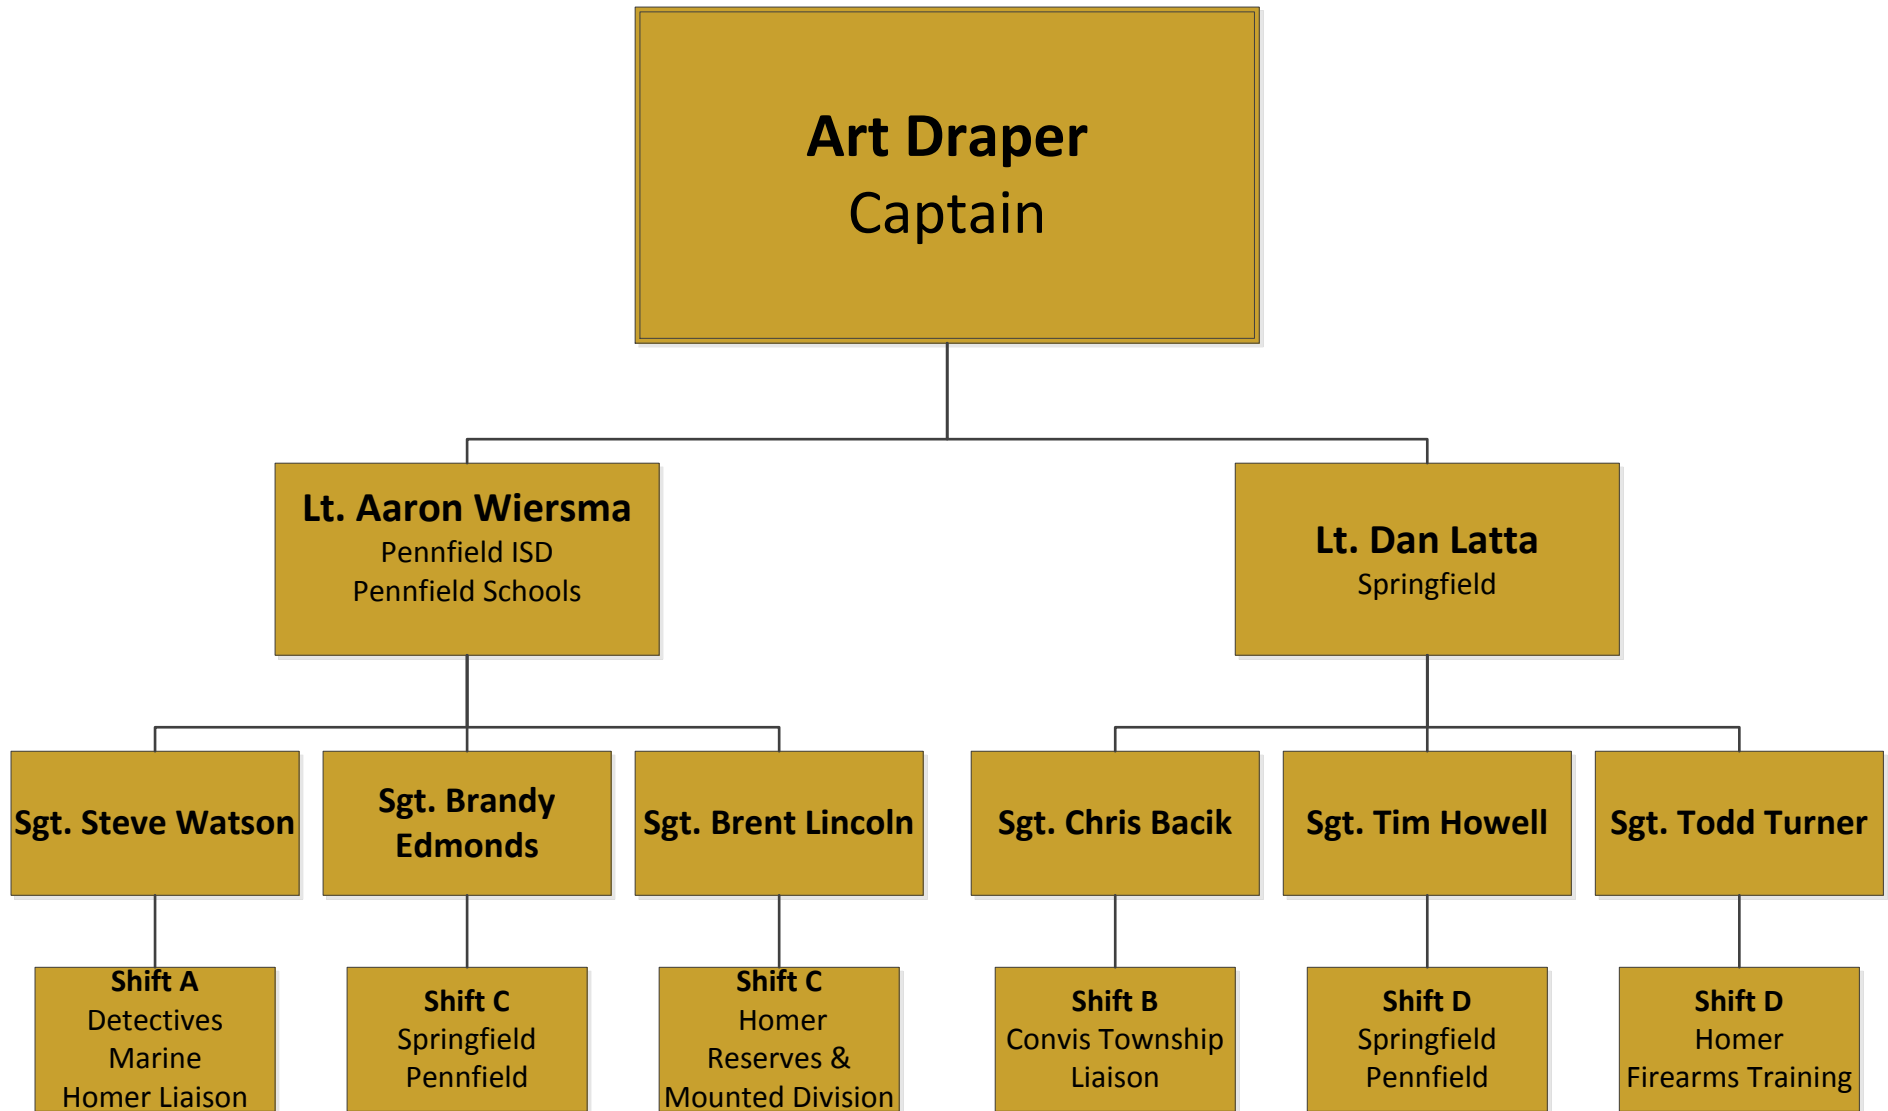 Art Draper
Captain
Lt. Aaron Wiersma
Pennfield ISD
Pennfield Schools
Lt. Dan Latta
Springfield
Sgt. Steve Watson
Sgt. Brandy
Edmonds
Sgt. Brent Lincoln
Sgt. Chris Bacik
Sgt. Tim Howell
Sgt. Todd Turner
Shift A
Detectives
Marine
Homer Liaison
Shift C
Springfield
Pennfield
Shift C
Homer
Reserves &
Mounted Division
Shift B
Convis Township
Liaison
Shift D
Springfield
Pennfield
Shift D
Homer
Firearms Training